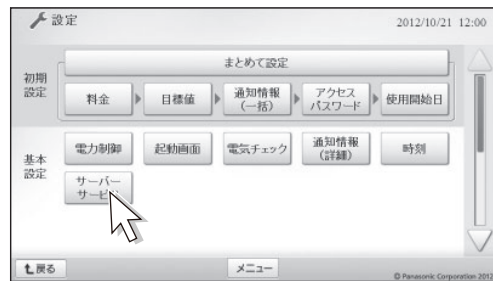 設定 2012/10/21 12:00
まとめて設定
初期
設定
料金 目標値 通知情報
(一括) アクセス
パスワード 使用開始日
基本
設定
電力制御 起動画面 電気チェック 通知情報
(詳細) 時刻
サーバー
サービス
戻る メニュー © Panasonic Corporation 2012